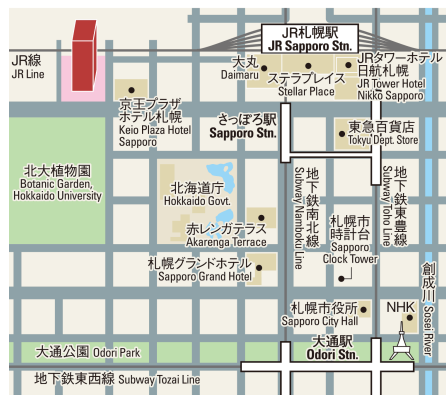 JR札幌駅
JR Sapporo Stn.
JR線
JR Line
大丸
Daimaru
ステラプレイス
Stellar Place
JRタワーホテル
日航札幌
JR Tower Hotel
Nikko Sapporo
京王プラザ
ホテル札幌
Keio Plaza Hotel
Sapporo
さっぽろ駅
Sapporo Stn.
東急百貨店
Tokyu Dept. Store
北大植物園
Botanic Garden,
Hokkaido University
北海道庁
Hokkaido Govt.
地下鉄南北線
Subway Namboku Line
地下鉄東豊線
Subway Toho Line
赤レンガテラス
Akarenga Terrace
札幌市
時計台
Sapporo
Clock Tower
札幌グランドホテル
Sapporo Grand Hotel
創成川
Sosei River
札幌市役所
Sapporo City Hall
NHK
大通公園 Odori Park
大通駅
Odori Stn.
地下鉄東西線 Subway Tozai Line